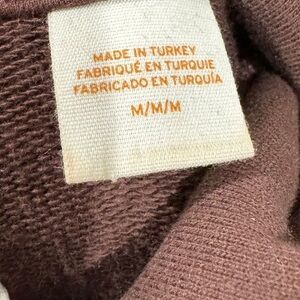 MADE IN TURKEY
FABRIQUÉ EN TURQUIE
FABRICADO EN TURQUÍA
M/M/M